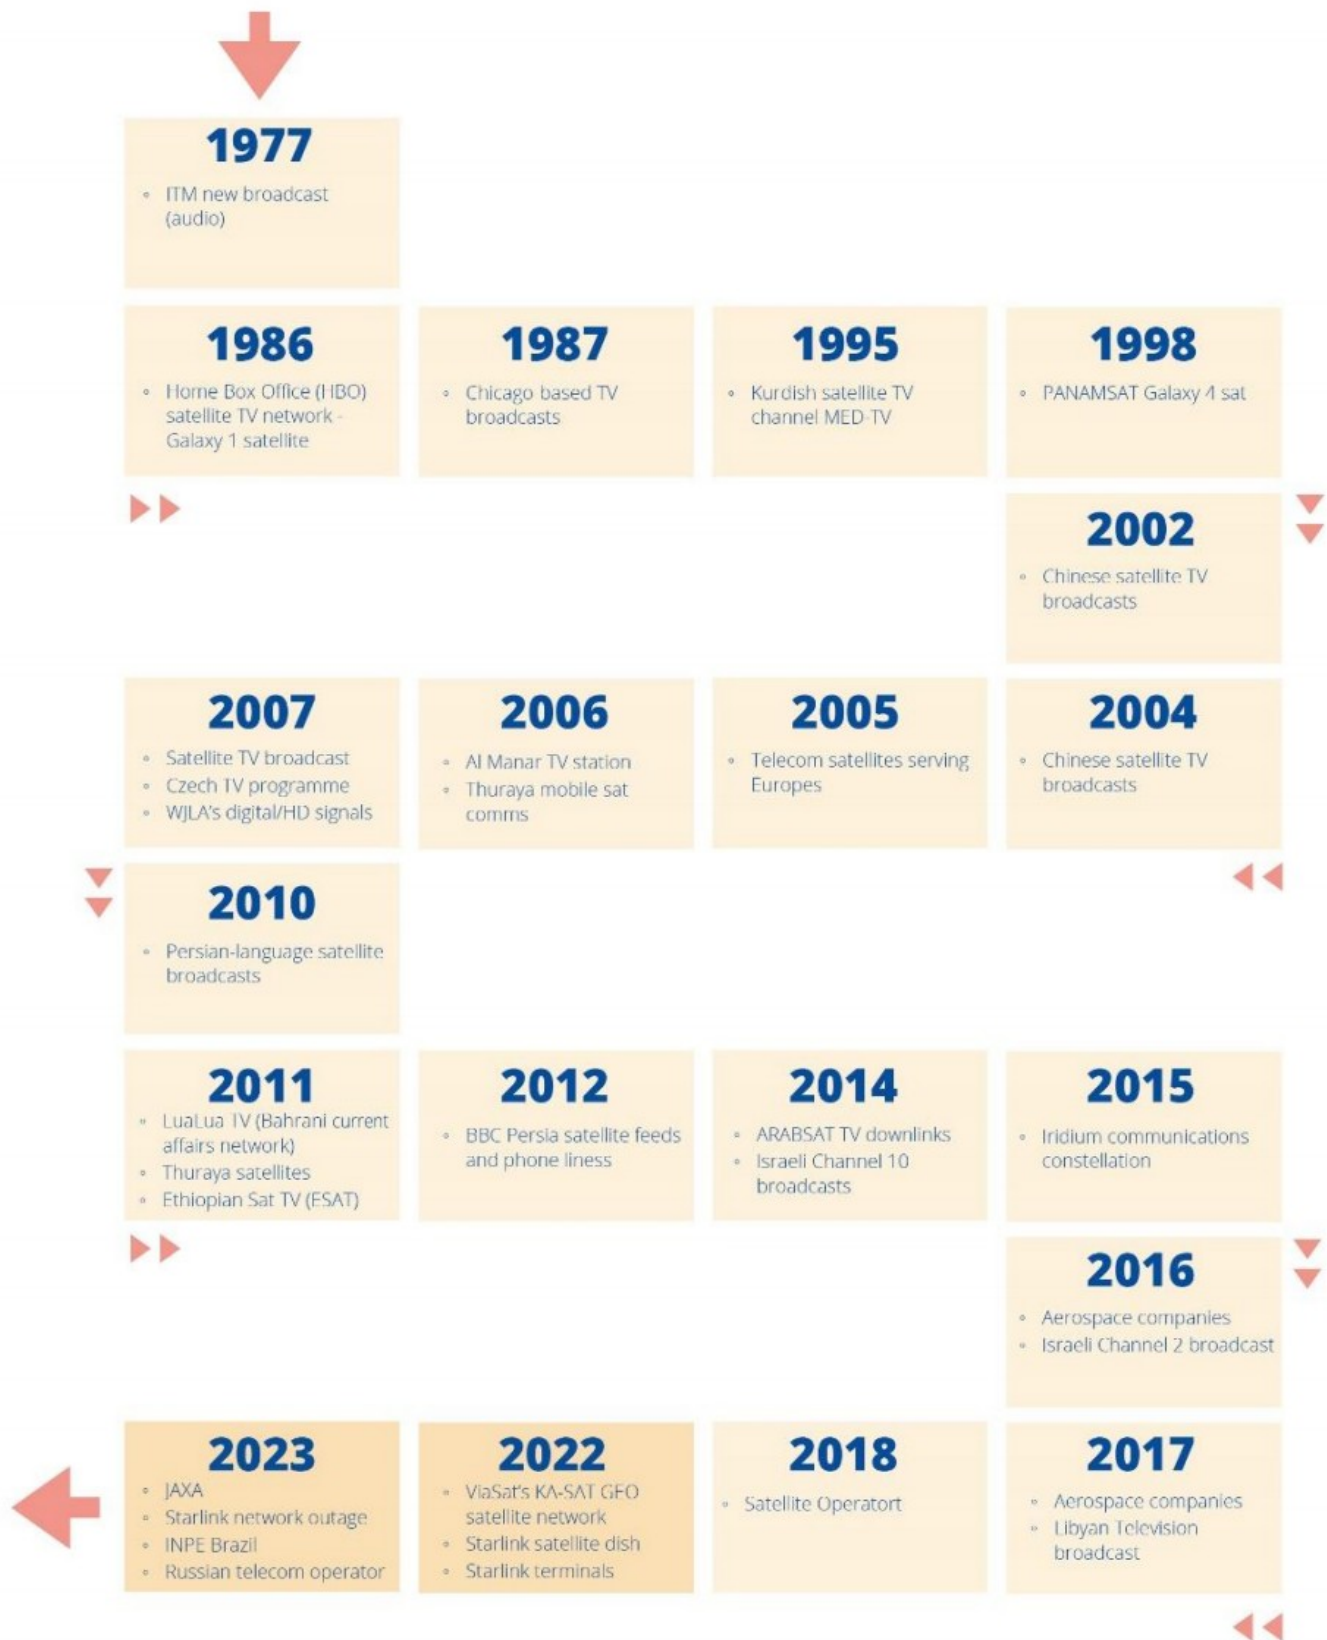 1977
◦ ITM new broadcast
(audio)
1986
◦ Home Box Office (HBO)
satellite TV network -
Galaxy 1 satellite
1987
◦ Chicago based TV
broadcasts
1995
◦ Kurdish satellite TV
channel MED-TV
1998
◦ PANAMSAT Galaxy 4 sat
2002
◦ Chinese satellite TV
broadcasts
2004
◦ Chinese satellite TV
broadcasts
2005
◦ Telecom satellites serving
Europes
2006
◦ Al Manar TV station
◦ Thuraya mobile sat
comms
2007
◦ Satellite TV broadcast
◦ Czech TV programme
◦ WJLA's digital/HD signals
2010
◦ Persian-language satellite
broadcasts
2011
◦ LuaLua TV (Bahrani current
affairs network)
◦ Thuraya satellites
◦ Ethiopian Sat TV (ESAT)
2012
◦ BBC Persia satellite feeds
and phone liness
2014
◦ ARABSAT TV downlinks
◦ Israeli Channel 10
broadcasts
2015
◦ Iridium communications
constellation
2016
◦ Aerospace companies
◦ Israeli Channel 2 broadcast
2017
◦ Aerospace companies
◦ Libyan Television
broadcast
2018
◦ Satellite Operatort
2022
◦ ViaSat's KA-SAT GEO
satellite network
◦ Starlink satellite dish
◦ Starlink terminals
2023
◦ JAXA
◦ Starlink network outage
◦ INPE Brazil
◦ Russian telecom operator